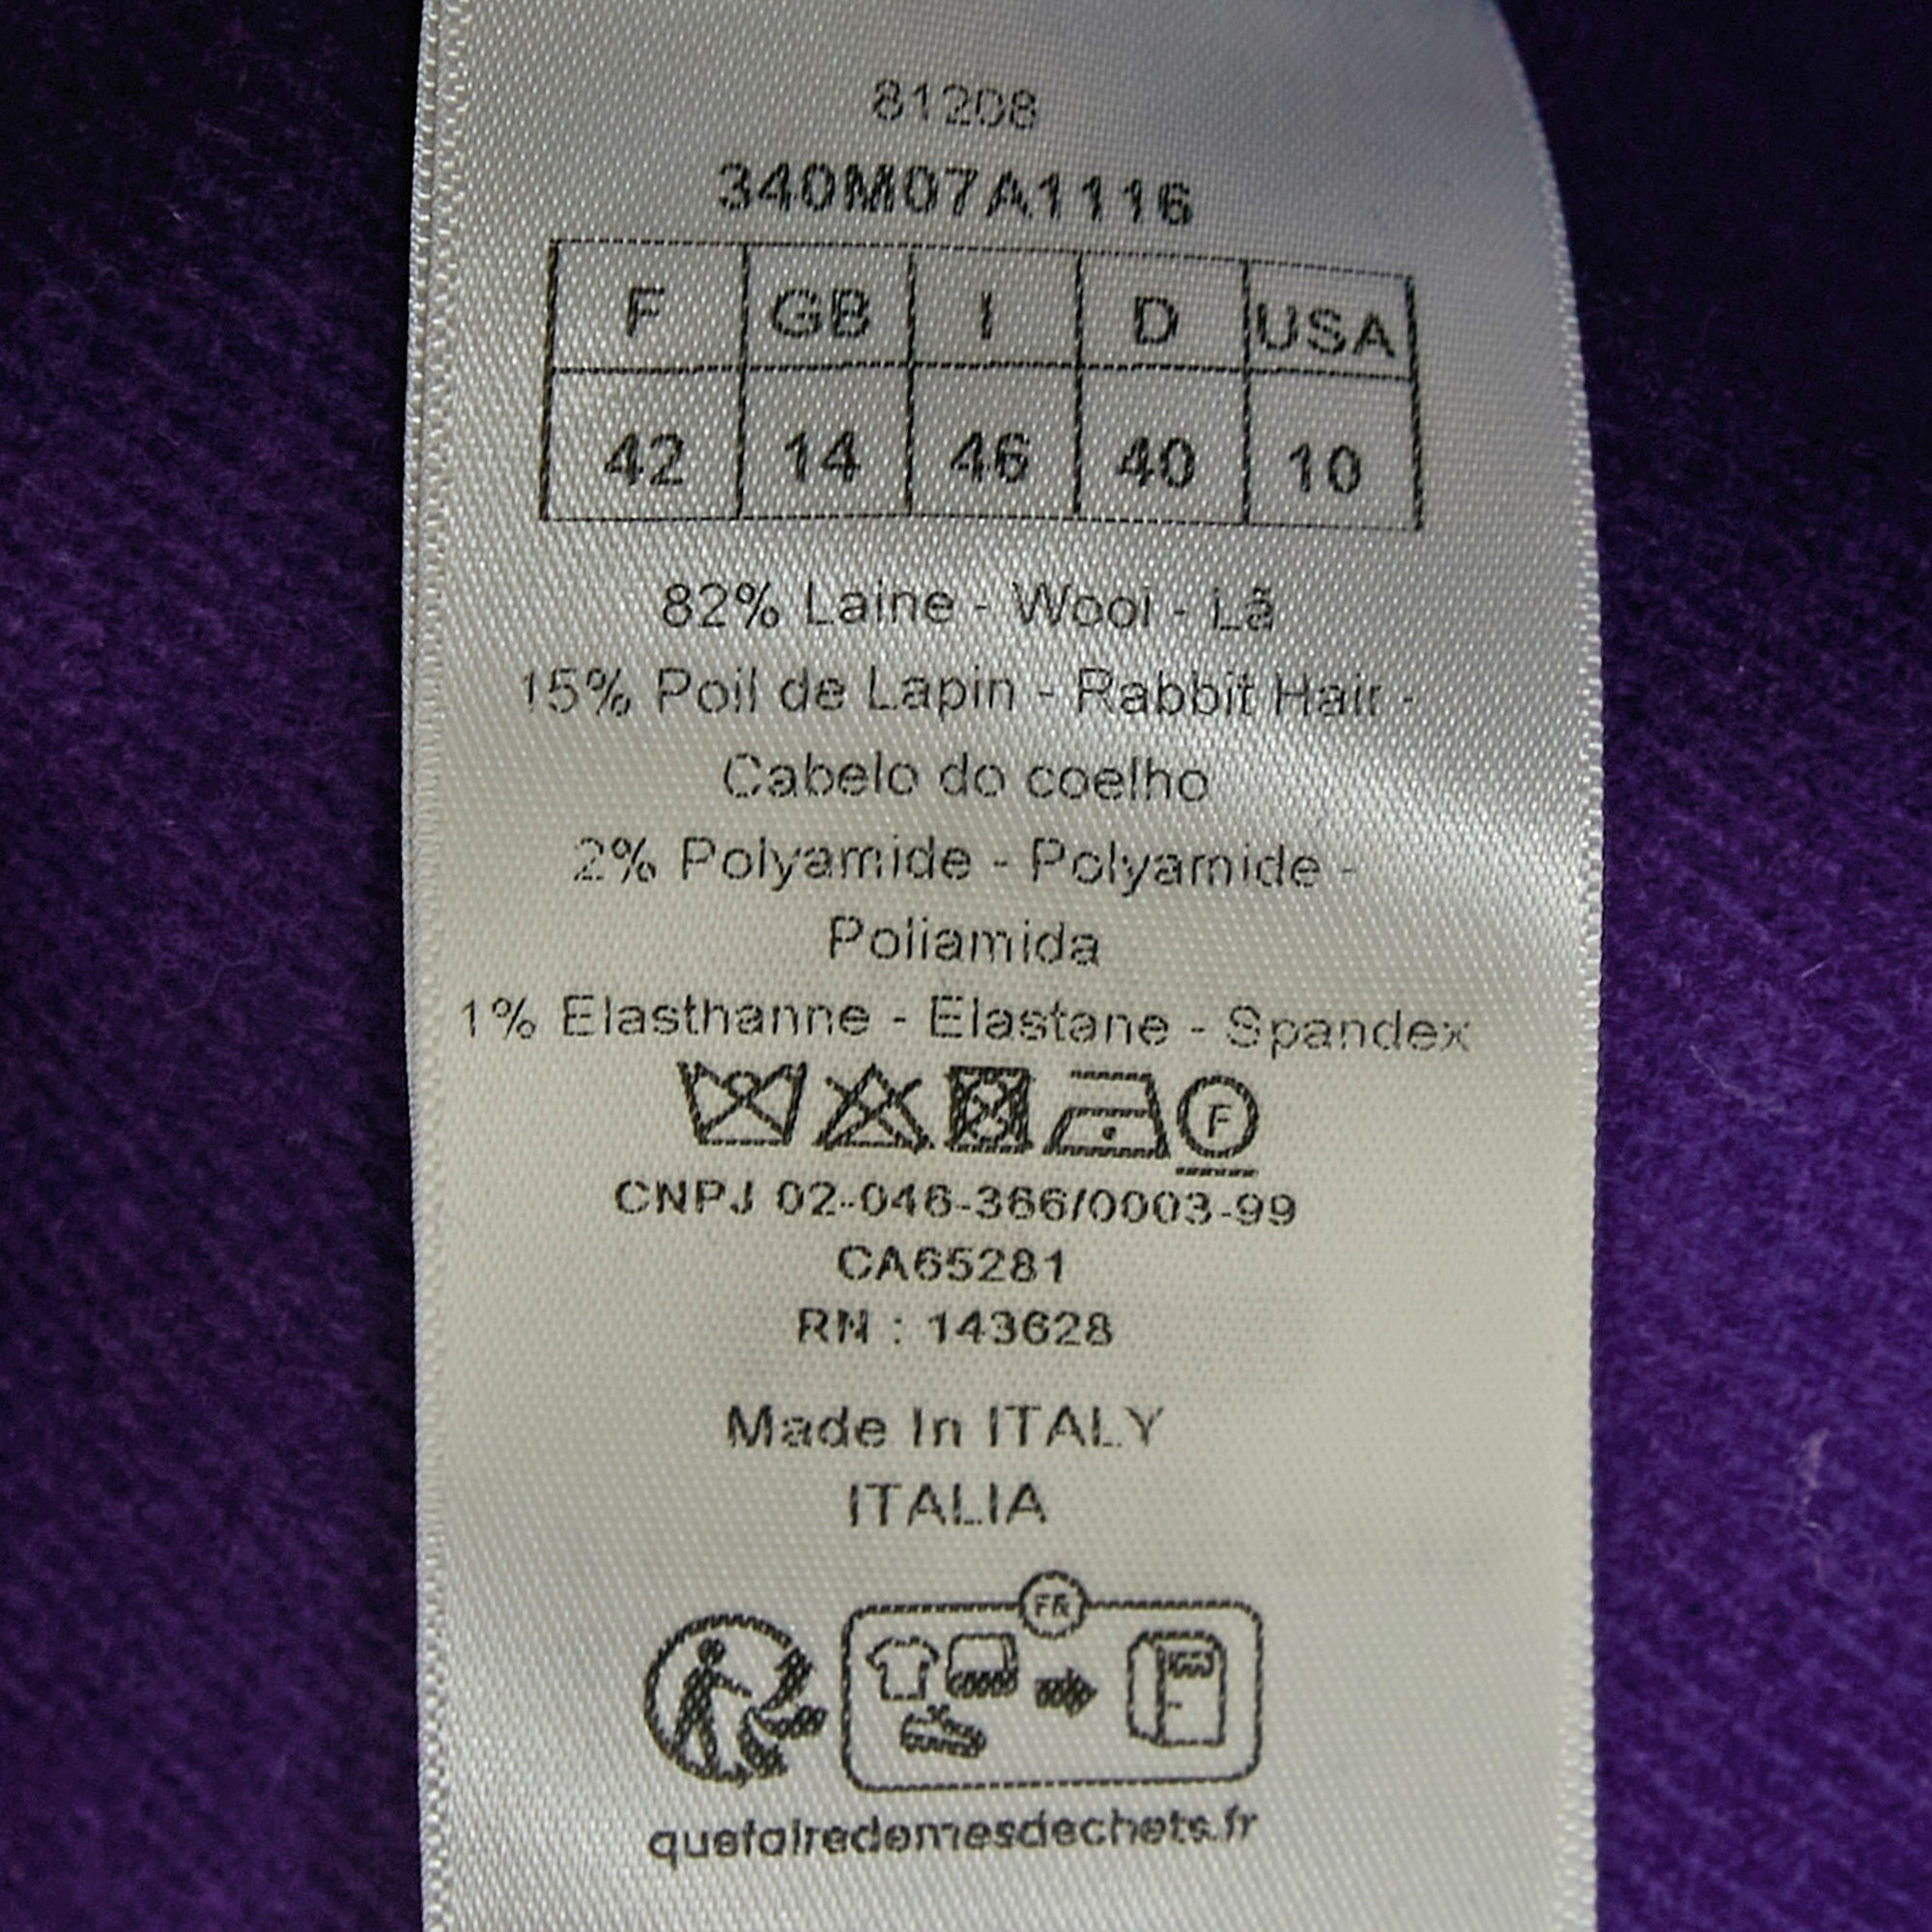 81208
340M07A1116
F GB I D USA
42 14 46 40 10
82% Laine - Wool - Lã
15% Poil de Lapin - Rabbit Hair -
Cabelo do coelho
2% Polyamide - Polyamide -
Poliamida
1% Elasthanne - Elastane - Spandex
F
CNPJ 02-046-366/0003-99
CA65281
RN : 143628
Made In ITALY
ITALIA
FR
quefairedemesdechets.fr